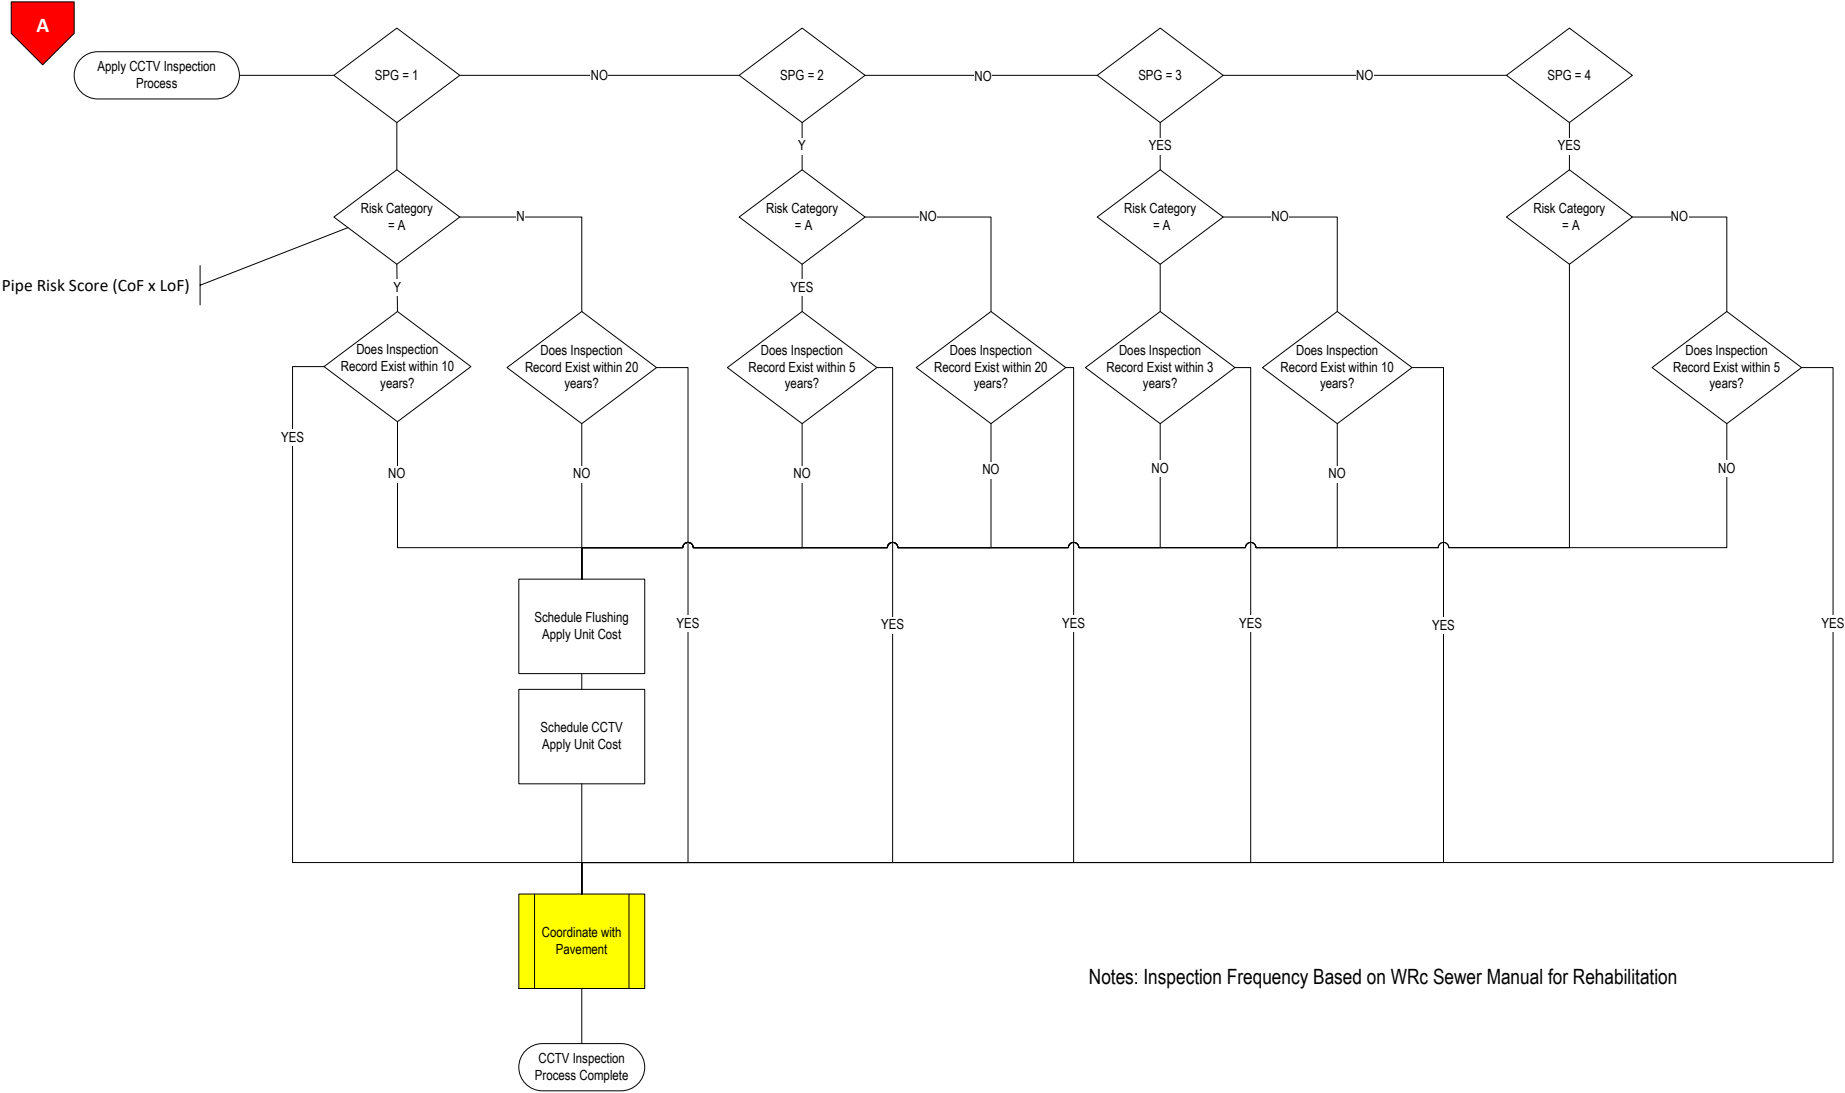 A
Apply CCTV Inspection
Process
SPG = 1
NO
SPG = 2
NO
SPG = 3
NO
SPG = 4
Y
YES
YES
Risk Category
= A
N
Risk Category
= A
NO
Risk Category
= A
NO
Risk Category
= A
NO
Pipe Risk Score (CoF x LoF)
Y
YES
Does Inspection
Record Exist within 10
years?
Does Inspection
Record Exist within 20
years?
Does Inspection
Record Exist within 5
years?
Does Inspection
Record Exist within 20
years?
Does Inspection
Record Exist within 3
years?
Does Inspection
Record Exist within 10
years?
Does Inspection
Record Exist within 5
years?
YES
NO
NO
NO
NO
NO
NO
NO
Schedule Flushing
Apply Unit Cost
YES
YES
YES
YES
YES
YES
Schedule CCTV
Apply Unit Cost
Coordinate with
Pavement
Notes: Inspection Frequency Based on WRc Sewer Manual for Rehabilitation
CCTV Inspection
Process Complete